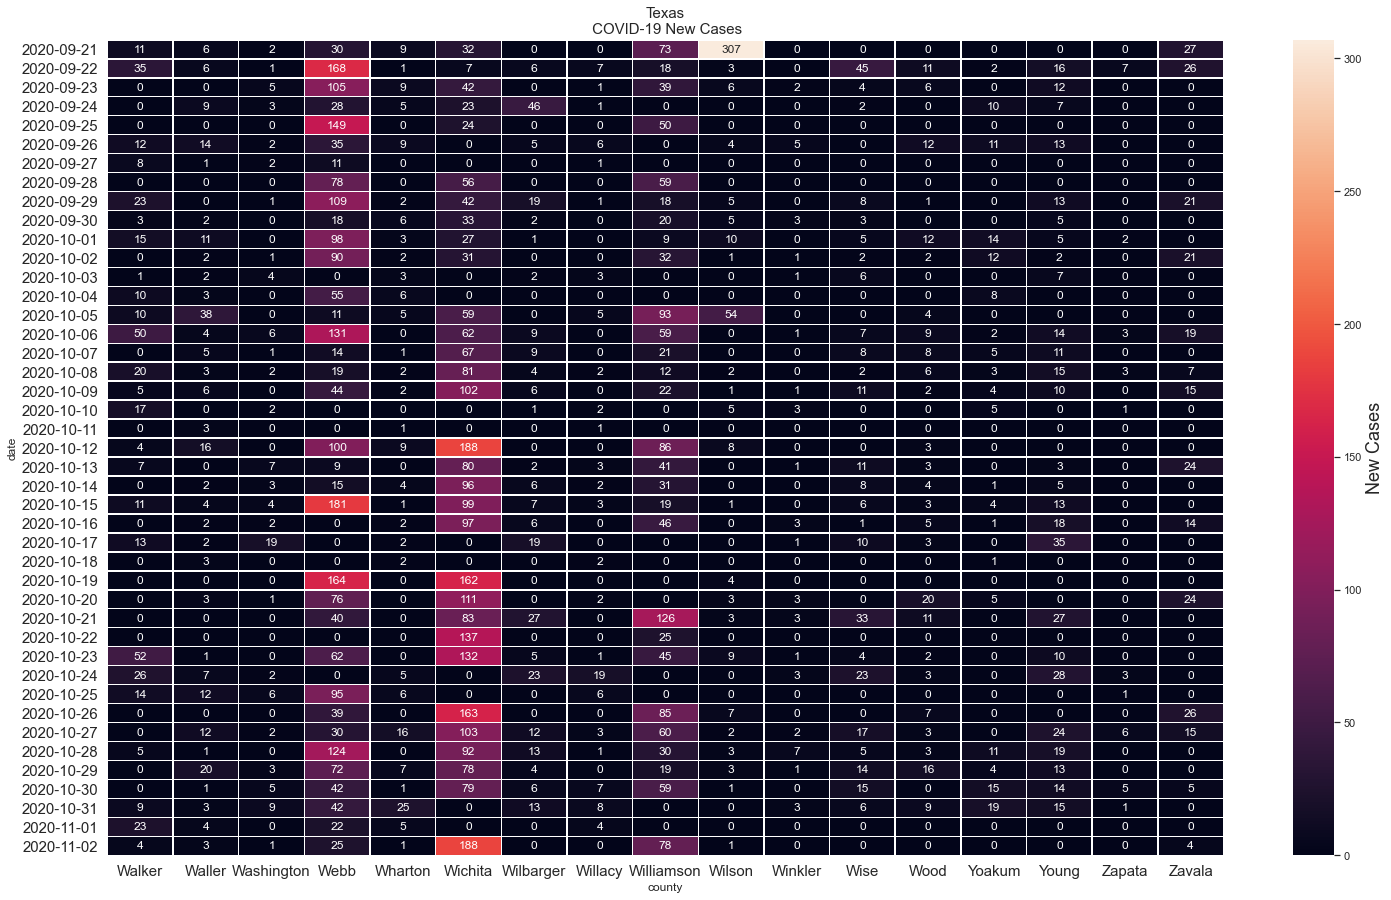 Texas
COVID-19 New Cases
2020-09-21 11 6 2 30 9 32 0 0 73 307 0 0 0 0 0 0 27
2020-09-22 35 6 1 168 1 7 6 7 18 3 0 45 11 2 16 7 26
2020-09-23 0 0 5 105 9 42 0 1 39 6 2 4 6 0 12 0 0
2020-09-24 0 9 3 28 5 23 46 1 0 0 0 2 0 10 7 0 0
2020-09-25 0 0 0 149 0 24 0 0 50 0 0 0 0 0 0 0 0
2020-09-26 12 14 2 35 9 0 5 6 0 4 5 0 12 11 13 0 0
2020-09-27 8 1 2 11 0 0 0 1 0 0 0 0 0 0 0 0 0
2020-09-28 0 0 0 78 0 56 0 0 59 0 0 0 0 0 0 0 0
2020-09-29 23 0 1 109 2 42 19 1 18 5 0 8 1 0 13 0 21
2020-09-30 3 2 0 18 6 33 2 0 20 5 3 3 0 0 5 0 0
2020-10-01 15 11 0 98 3 27 1 0 9 10 0 5 12 14 5 2 0
2020-10-02 0 2 1 90 2 31 0 0 32 1 1 2 2 12 2 0 21
2020-10-03 1 2 4 0 3 0 2 3 0 0 1 6 0 0 7 0 0
2020-10-04 10 3 0 55 6 0 0 0 0 0 0 0 0 8 0 0 0
2020-10-05 10 38 0 11 5 59 0 5 93 54 0 0 4 0 0 0 0
2020-10-06 50 4 6 131 0 62 9 0 59 0 1 7 9 2 14 3 19
2020-10-07 0 5 1 14 1 67 9 0 21 0 0 8 8 5 11 0 0
2020-10-08 20 3 2 19 2 81 4 2 12 2 0 2 6 3 15 3 7
2020-10-09 5 6 0 44 2 102 6 0 22 1 1 11 2 4 10 0 15
2020-10-10 17 0 2 0 0 0 1 2 0 5 3 0 0 5 0 1 0
2020-10-11 0 3 0 0 1 0 0 1 0 0 0 0 0 0 0 0 0
2020-10-12 4 16 0 100 9 188 0 0 86 8 0 0 3 0 0 0 0
2020-10-13 7 0 7 9 0 80 2 3 41 0 1 11 3 0 3 0 24
2020-10-14 0 2 3 15 4 96 6 2 31 0 0 8 4 1 5 0 0
2020-10-15 11 4 4 181 1 99 7 3 19 1 0 6 3 4 13 0 0
2020-10-16 0 2 2 0 2 97 6 0 46 0 3 1 5 1 18 0 14
2020-10-17 13 2 19 0 2 0 19 0 0 0 1 10 3 0 35 0 0
2020-10-18 0 3 0 0 2 0 0 2 0 0 0 0 0 1 0 0 0
2020-10-19 0 0 0 164 0 162 0 0 0 4 0 0 0 0 0 0 0
2020-10-20 0 3 1 76 0 111 0 2 0 3 3 0 20 5 0 0 24
2020-10-21 0 0 0 40 0 83 27 0 126 3 3 33 11 0 27 0 0
2020-10-22 0 0 0 0 0 137 0 0 25 0 0 0 0 0 0 0 0
2020-10-23 52 1 0 62 0 132 5 1 45 9 1 4 2 0 10 0 0
2020-10-24 26 7 2 0 5 0 23 19 0 0 3 23 3 0 28 3 0
2020-10-25 14 12 6 95 6 0 0 6 0 0 0 0 0 0 0 1 0
2020-10-26 0 0 0 39 0 163 0 0 85 7 0 0 7 0 0 0 26
2020-10-27 0 12 2 30 16 103 12 3 60 2 2 17 3 0 24 6 15
2020-10-28 5 1 0 124 0 92 13 1 30 3 7 5 3 11 19 0 0
2020-10-29 0 20 3 72 7 78 4 0 19 3 1 14 16 4 13 0 0
2020-10-30 0 1 5 42 1 79 6 7 59 1 0 15 0 15 14 5 5
2020-10-31 9 3 9 42 25 0 13 8 0 0 3 6 9 19 15 1 0
2020-11-01 23 4 0 22 5 0 0 4 0 0 0 0 0 0 0 0 0
2020-11-02 4 3 1 25 1 188 0 0 78 1 0 0 0 0 0 0 4
Walker Waller Washington Webb Wharton Wichita Wilbarger Willacy Williamson Wilson Winkler Wise Wood Yoakum Young Zapata Zavala
county
date
300
250
200
150
100
50
0
New Cases